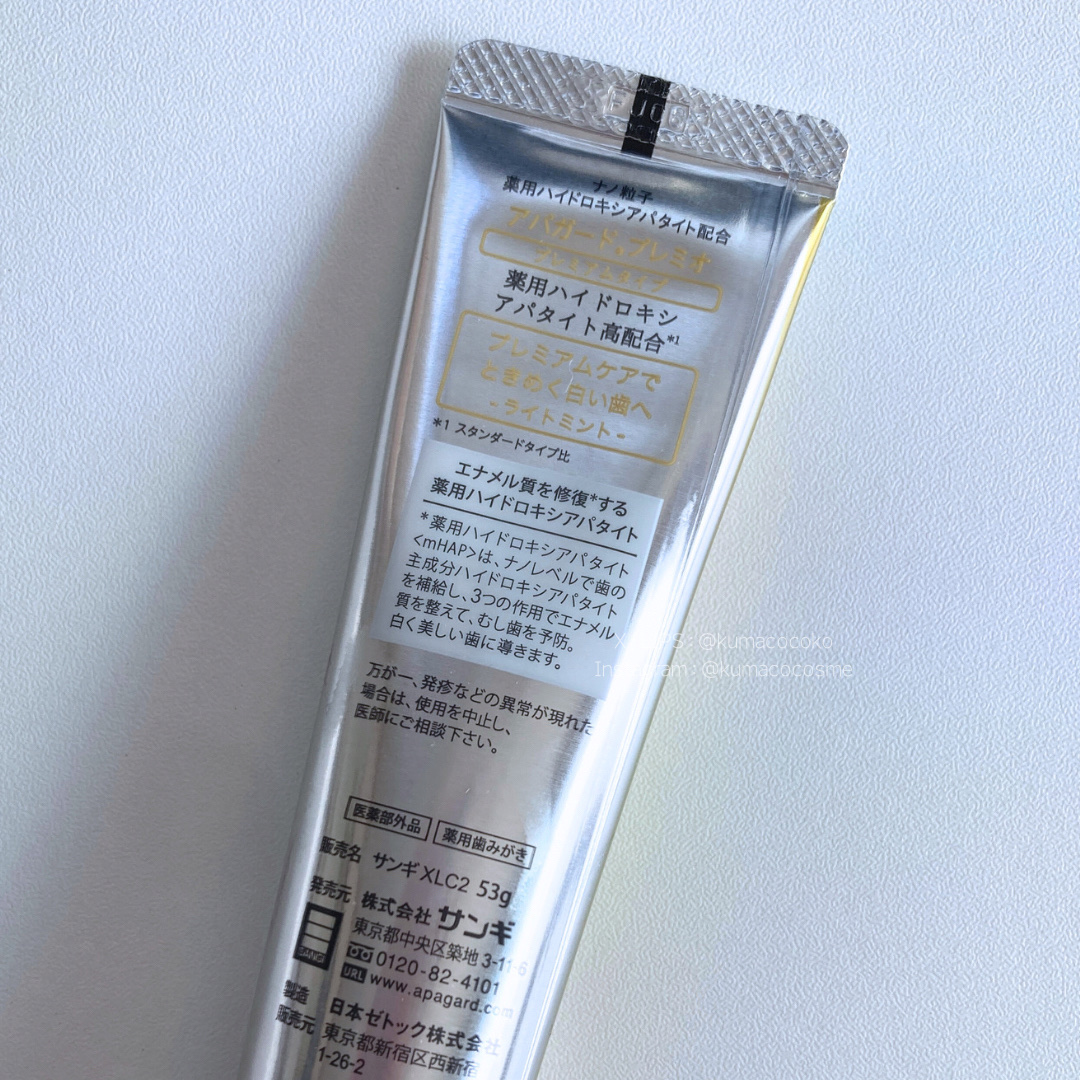 ナノ粒子
薬用ハイドロキシアパタイト配合
アパガード®プレミオ
プレミアムタイプ
薬用ハイドロキシ
アパタイト高配合*1
プレミアムケアで
ときめく白い歯へ
-ライトミント-
*1 スタンダードタイプ比
エナメル質を修復*する
薬用ハイドロキシアパタイト
*薬用ハイドロキシアパタイト
<mHAP>は、ナノレベルで歯の
主成分ハイドロキシアパタイト
を補給し、3つの作用でエナメル
質を整えて、むし歯を予防。
白く美しい歯に導きます。
@kumacocoko
Instagram : @kumacocosme
万が一、発疹などの異常が現れた
場合は、使用を中止し、
医師にご相談下さい。
医薬部外品 薬用歯みがき
販売名 サンギXLC2 53g
発売元 株式会社 サンギ
SANGI
東京都中央区築地 3-11-6
0120-82-4101
URL www.apagard.com
製造
販売元 日本ゼトック株式会社
東京都新宿区西新宿
1-26-2